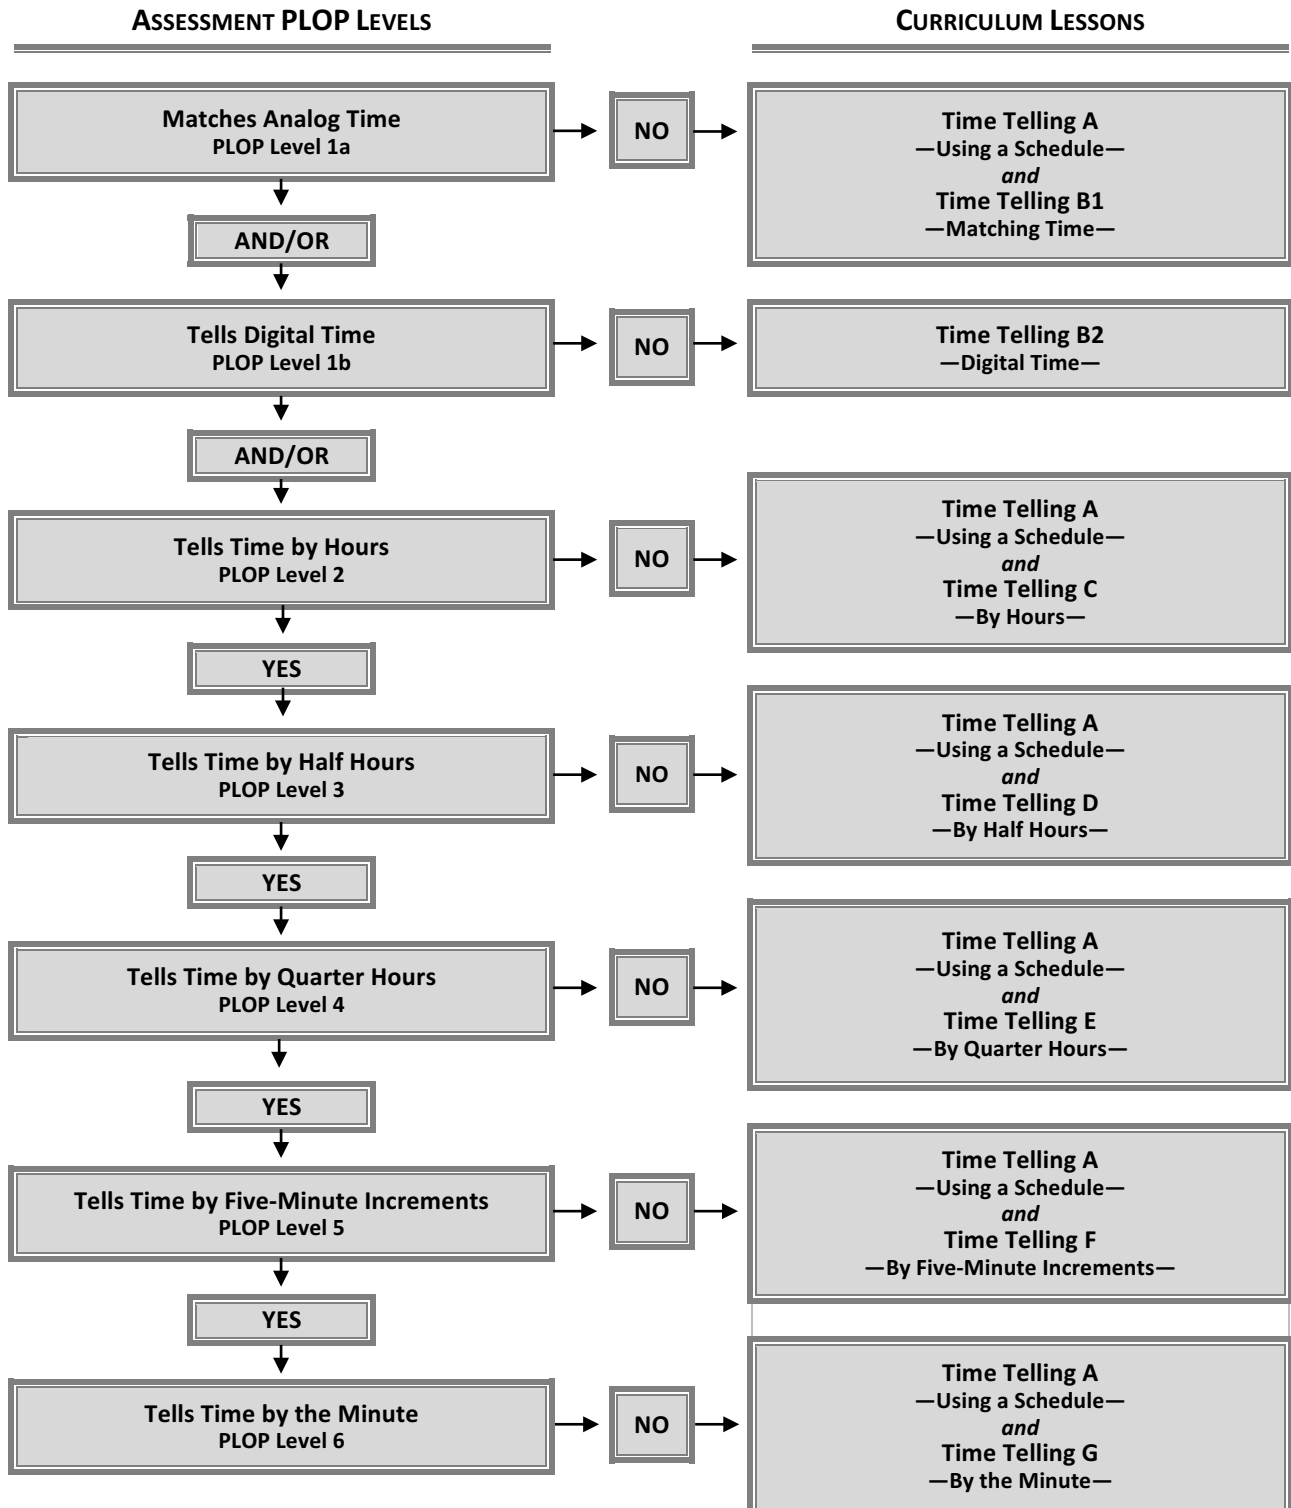 ASSESSMENT PLOP LEVELS
CURRICULUM LESSONS
Matches Analog Time
PLOP Level 1a
NO
Time Telling A
—Using a Schedule—
and
Time Telling B1
—Matching Time—
AND/OR
Tells Digital Time
PLOP Level 1b
NO
Time Telling B2
—Digital Time—
AND/OR
Tells Time by Hours
PLOP Level 2
NO
Time Telling A
—Using a Schedule—
and
Time Telling C
—By Hours—
YES
Tells Time by Half Hours
PLOP Level 3
NO
Time Telling A
—Using a Schedule—
and
Time Telling D
—By Half Hours—
YES
Tells Time by Quarter Hours
PLOP Level 4
NO
Time Telling A
—Using a Schedule—
and
Time Telling E
—By Quarter Hours—
YES
Tells Time by Five-Minute Increments
PLOP Level 5
NO
Time Telling A
—Using a Schedule—
and
Time Telling F
—By Five-Minute Increments—
YES
Tells Time by the Minute
PLOP Level 6
NO
Time Telling A
—Using a Schedule—
and
Time Telling G
—By the Minute—